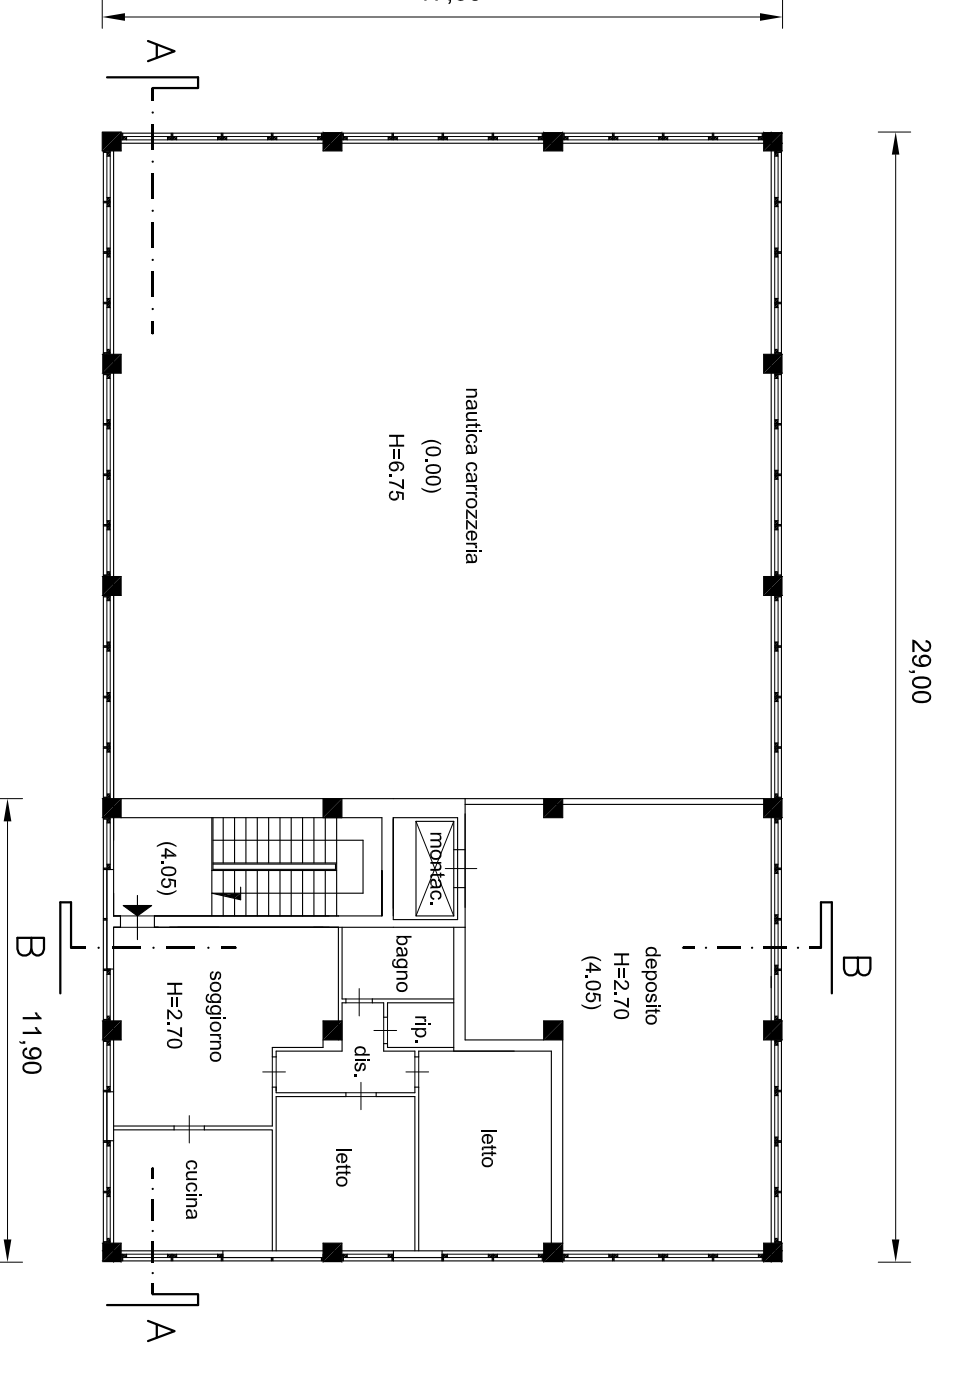 A
29,00
nautica carrozzeria
(0.00)
H=6.75
(4.05)
montac.
B
B
11,90
deposito
H=2.70
(4.05)
bagno
rip.
dis.
soggiorno
H=2.70
letto
letto
cucina
A